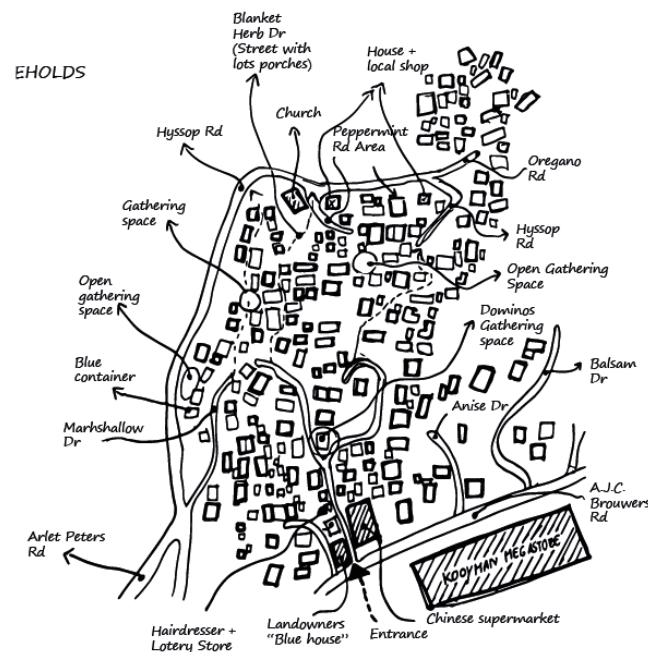 Blanket
Herb Dr
(Street with
lots porches)
House +
local shop
EHOLDS
Church
Hyssop Rd
Peppermint
Rd Area
Oregano
Rd
Gathering
space
Hyssop
Rd
Open Gathering
Space
Open
gathering
space
Dominos
Gathering
space
Blue
container
Balsam
Dr
Anise Dr
Marhshallow
Dr
A.J.C.
Brouwers
Rd
Arlet Peters
Rd
KOOYMAN MEGASTORE
Hairdresser +
Lotery Store
Landowners
"Blue house"
Entrance
Chinese supermarket